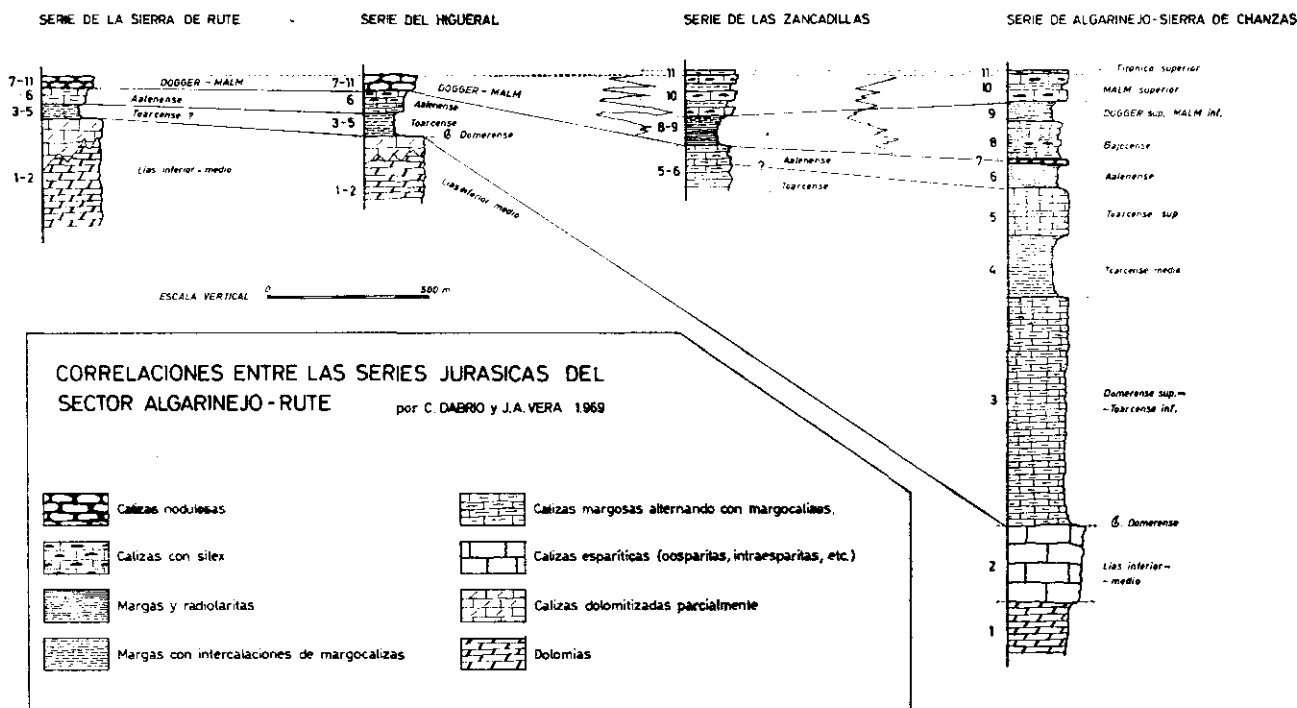 SERIE DE LA SIERRA DE RUTE
SERIE DEL HIGUERAL
SERIE DE LAS ZANCADILLAS
SERIE DE ALGARINEJO-SIERRA DE CHANZAS
7-11
6
3-5
1-2
DOGGER - MALM
Aalenense
Toarcense ?
Lias inferior-medio
7-11
6
3-5
1-2
DOGGER - MALM
Aalenense
Toarcense
Domerense
Lias inferior medio
11
10
8-9
5-6
? Aalenense
Toarcense
11
10
9
8
7
6
5
4
3
2
1
Titonico superior
MALM superior
DOGGER sup. MALM inf.
Bajocense
Aalenense
Toarcense sup
Toarcense medio
Domerense sup.-
-Toarcense inf.
Domerense
Lias inferior-
-medio
ESCALA VERTICAL 0 500 m
CORRELACIONES ENTRE LAS SERIES JURASICAS DEL
SECTOR ALGARINEJO-RUTE por C. DABRIO y J.A. VERA 1.969
Calizas nodulosas
Calizas con silex
Margas y radiolaritas
Margas con intercalaciones de margocalizas
Calizas margosas alternando con margocalizas.
Calizas esparíticas (oosparitas, intraesparitas, etc.)
Calizas dolomitizadas parcialmente
Dolomias